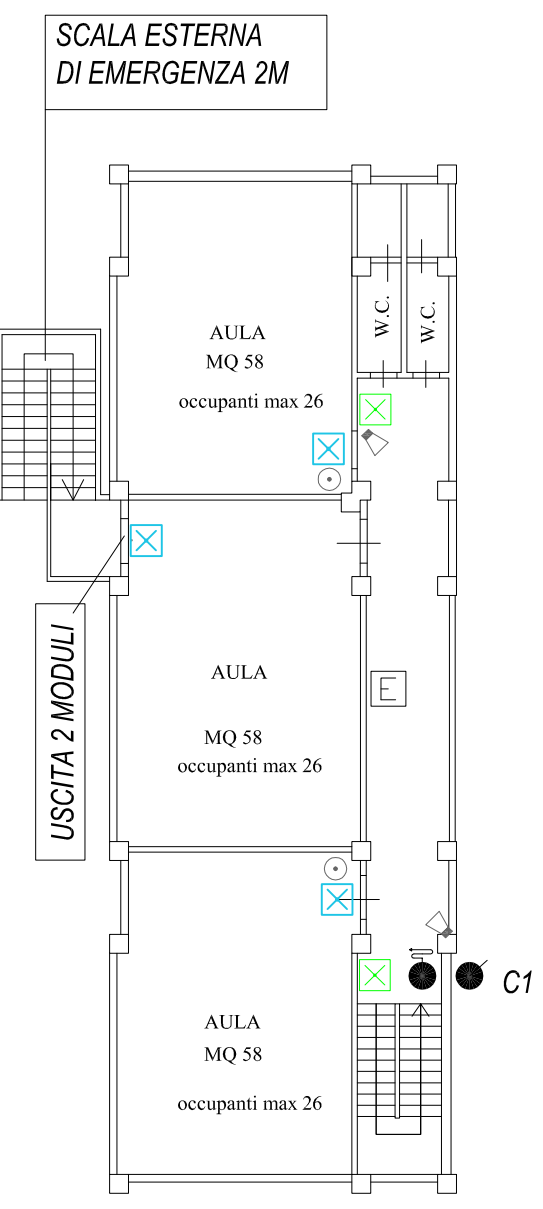 SCALA ESTERNA
DI EMERGENZA 2M
AULA
MQ 58
occupanti max 26
W.C.
W.C.
USCITA 2 MODULI
AULA
MQ 58
occupanti max 26
E
C1
AULA
MQ 58
occupanti max 26